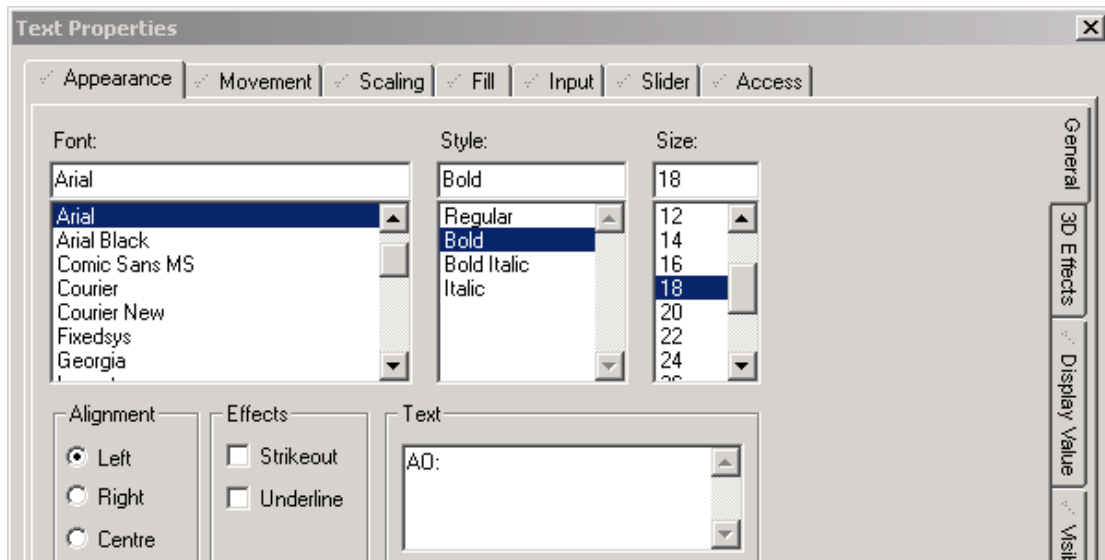 Text Properties
Appearance Movement Scaling Fill Input Slider Access
Font: Style: Size:
Arial Bold 18
Arial
Arial Black
Comic Sans MS
Courier
Courier New
Fixedsys
Georgia
Regular
Bold
Bold Italic
Italic
12
14
16
18
20
22
24
Alignment
Left
Right
Centre
Effects
Strikeout
Underline
Text
AO:
General
3D Effects
Display Value